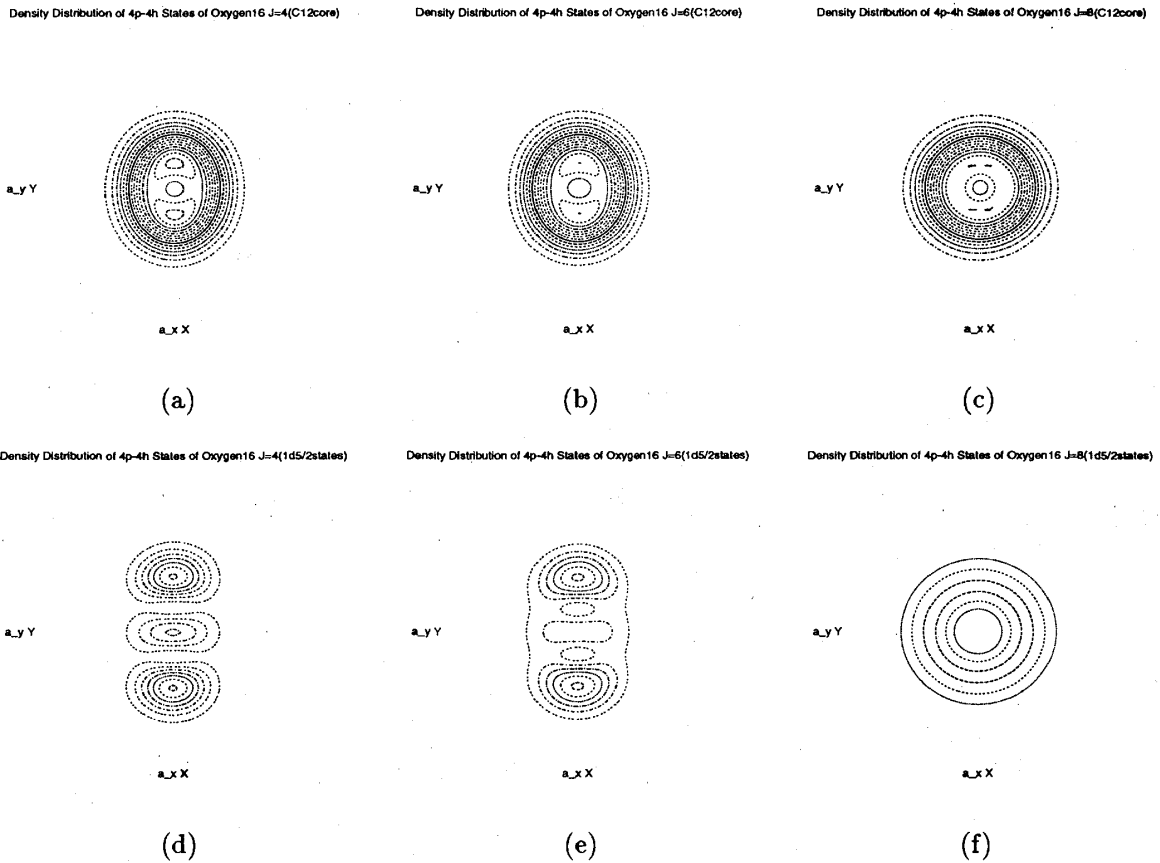 Density Distribution of 4p-4h States of Oxygen16 J=4(C12core)
Density Distribution of 4p-4h States of Oxygen16 J=6(C12core)
Density Distribution of 4p-4h States of Oxygen16 J=8(C12core)
a_y Y
a_y Y
a_y Y
a_x X
a_x X
a_x X
(a)
(b)
(c)
Density Distribution of 4p-4h States of Oxygen16 J=4(1d5/2states)
Density Distribution of 4p-4h States of Oxygen16 J=6(1d5/2states)
Density Distribution of 4p-4h States of Oxygen16 J=8(1d5/2states)
a_y Y
a_y Y
a_y Y
a_x X
a_x X
a_x X
(d)
(e)
(f)